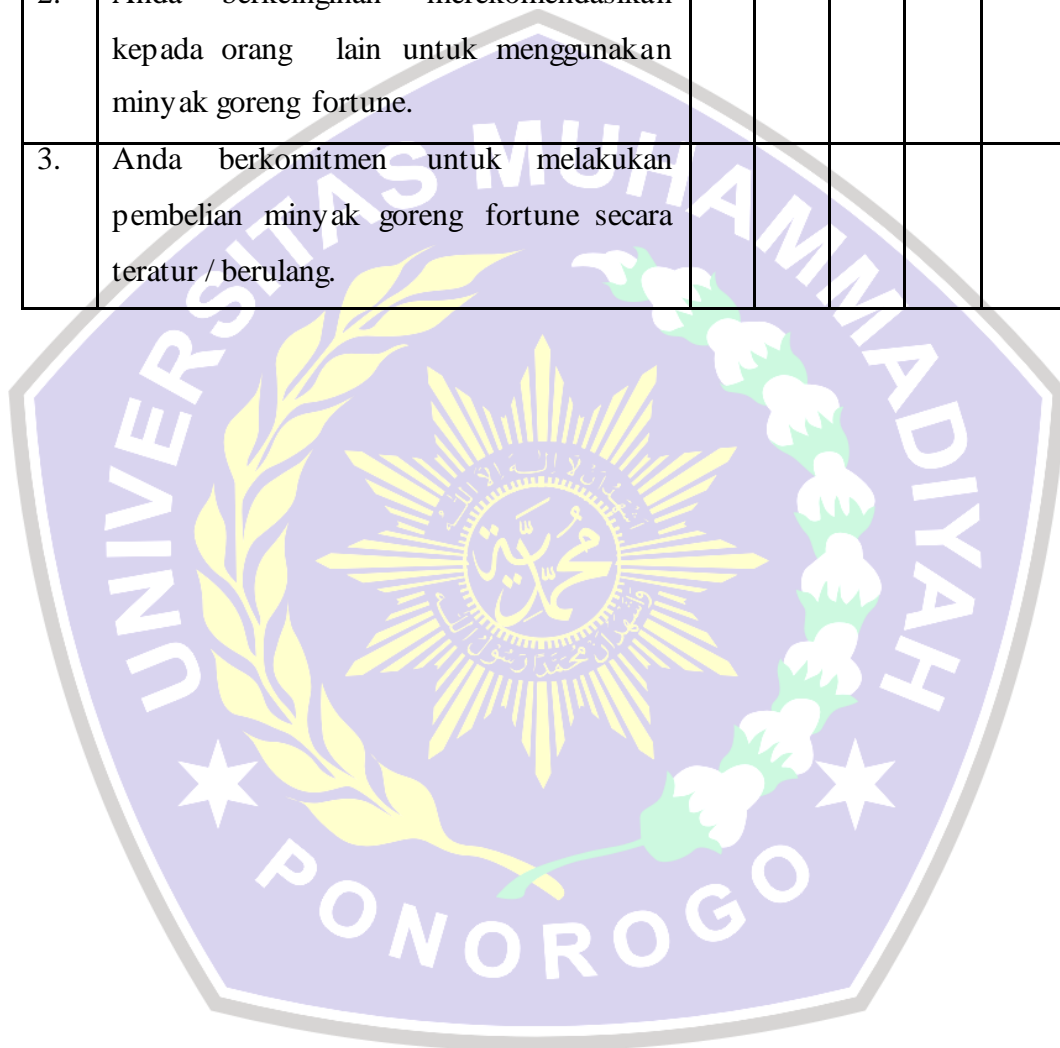 2. Anda berkeinginan merekomendasikan
kepada orang lain untuk menggunakan
minyak goreng fortune.
3. Anda berkomitmen untuk melakukan
pembelian minyak goreng fortune secara
teratur / berulang.
UNIVERSITAS MUHAMMADIYAH
PONOROGO
محمدية